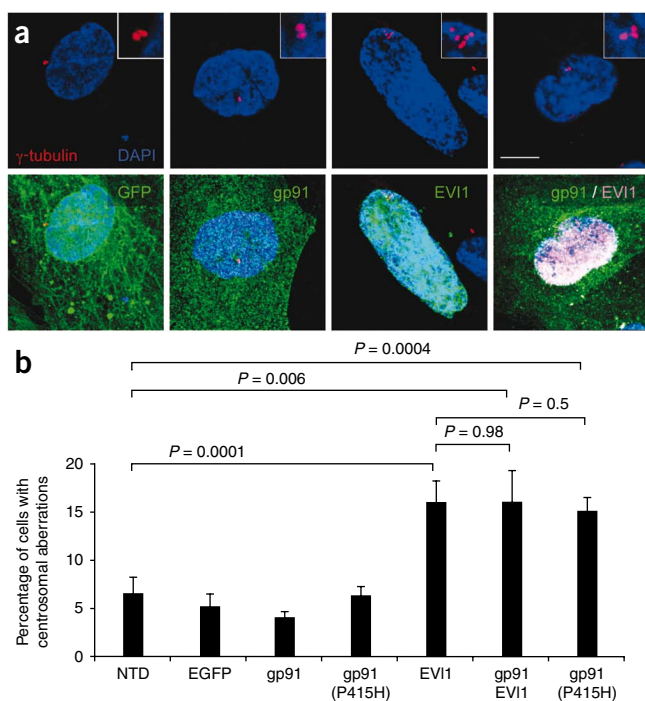 a
γ-tubulin DAPI
GFP gp91 EVI1 gp91 / EVI1
b
P = 0.0004
P = 0.006
P = 0.5
P = 0.98
P = 0.0001
Percentage of cells with
centrosomal aberrations
20
15
10
5
0
NTD EGFP gp91 gp91 EVI1 gp91 gp91
(P415H) EVI1 (P415H)